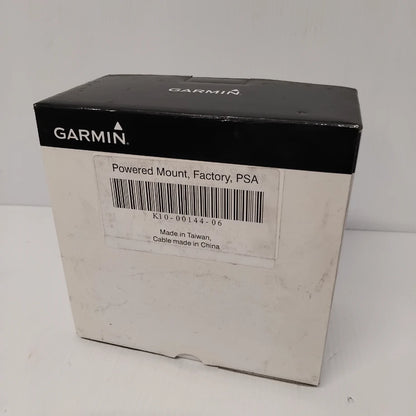 GARMIN
GARMIN
Powered Mount, Factory, PSA
K10-00144-06
Made in Taiwan,
Cable made in China